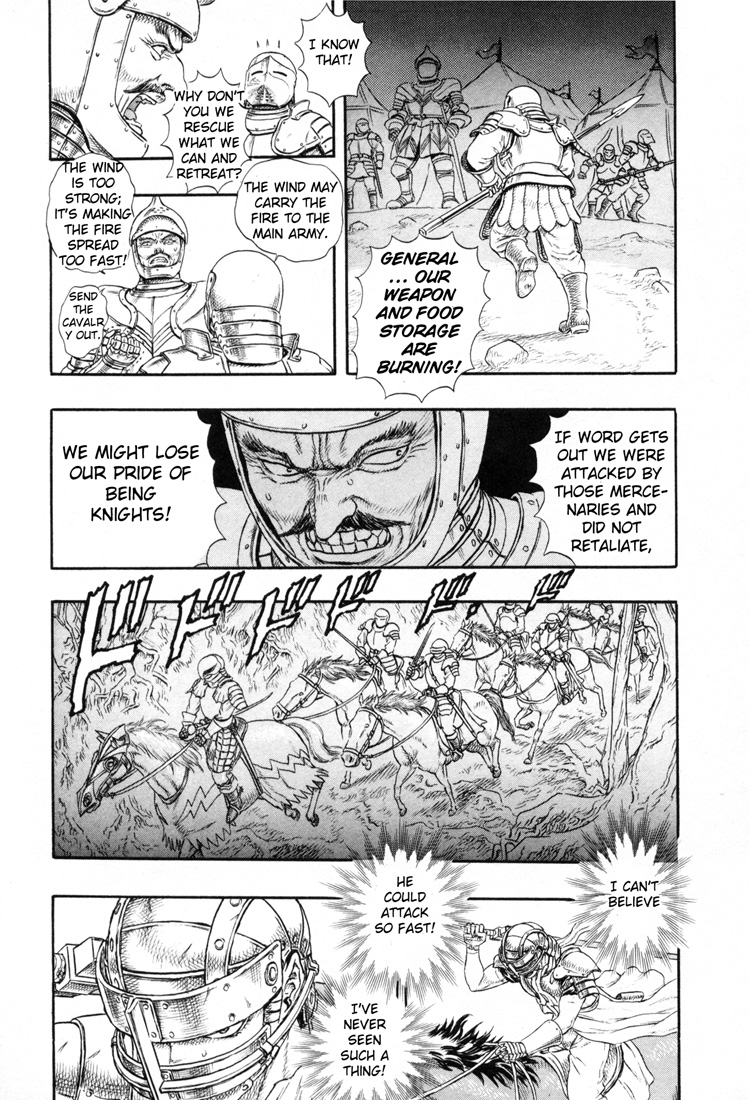 GENERAL
... OUR
WEAPON
AND FOOD
STORAGE
ARE
BURNING!
I KNOW
THAT!
WHY DON'T
YOU WE
RESCUE
WHAT WE
CAN AND
RETREAT?
THE WIND MAY
CARRY THE
FIRE TO THE
MAIN ARMY.
THE WIND
IS TOO
STRONG;
IT'S MAKING
THE FIRE
SPREAD
TOO FAST!
SEND
THE
CAVALR
Y OUT.
IF WORD GETS
OUT WE WERE
ATTACKED BY
THOSE MERCE-
NARIES AND
DID NOT
RETALIATE,
WE MIGHT LOSE
OUR PRIDE OF
BEING
KNIGHTS!
ドドドドドド
I CAN'T
BELIEVE
HE
COULD
ATTACK
SO FAST!
I'VE
NEVER
SEEN
SUCH A
THING!